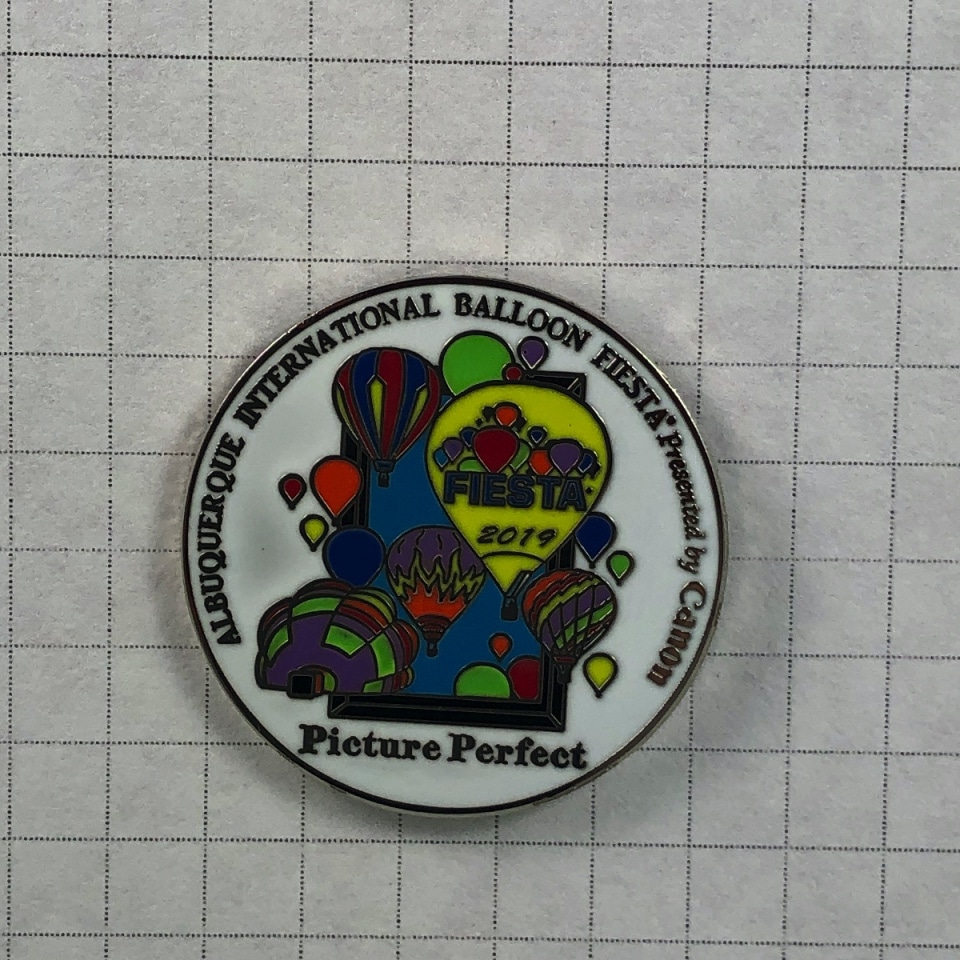 ALBUQUERQUE INTERNATIONAL BALLOON FIESTA® Presented by Canon
FIESTA
2019
Picture Perfect